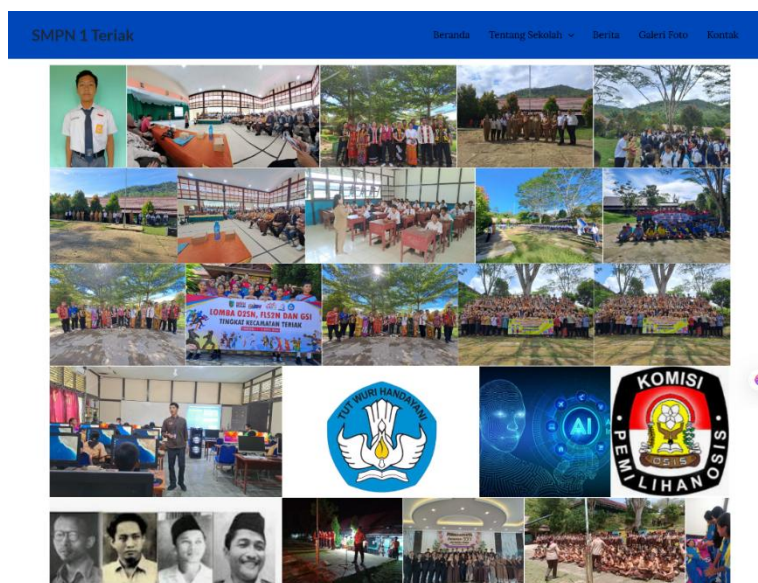 SMPN 1 Teriak
Beranda
Tentang Sekolah
Berita
Galeri Foto
Kontak
LOMBA O2SN, FLS2N DAN GSI
TINGKAT KECAMATAN TERIAK
TUT WURI HANDAYANI
AI
KOMISI
PEMILIHAN OSIS
OSIS